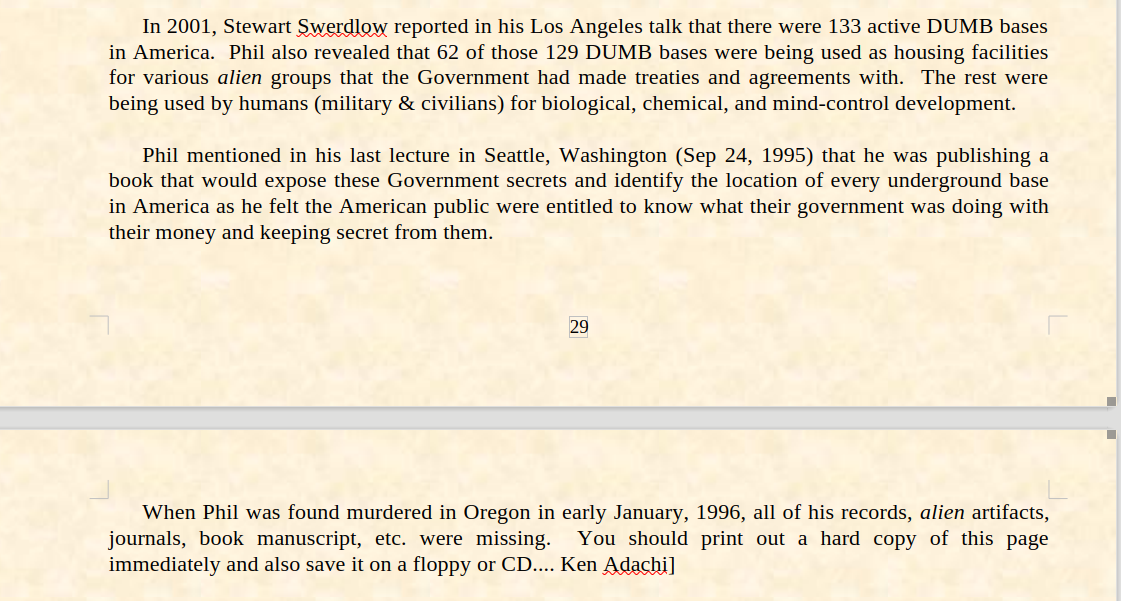 In 2001, Stewart Swerdlow reported in his Los Angeles talk that there were 133 active DUMB bases
in America.  Phil also revealed that 62 of those 129 DUMB bases were being used as housing facilities
for various alien groups that the Government had made treaties and agreements with.  The rest were
being used by humans (military & civilians) for biological, chemical, and mind-control development.
Phil mentioned in his last lecture in Seattle, Washington (Sep 24, 1995) that he was publishing a
book that would expose these Government secrets and identify the location of every underground base
in America as he felt the American public were entitled to know what their government was doing with
their money and keeping secret from them.
29
When Phil was found murdered in Oregon in early January, 1996, all of his records, alien artifacts,
journals, book manuscript, etc. were missing.  You should print out a hard copy of this page
immediately and also save it on a floppy or CD.... Ken Adachi]